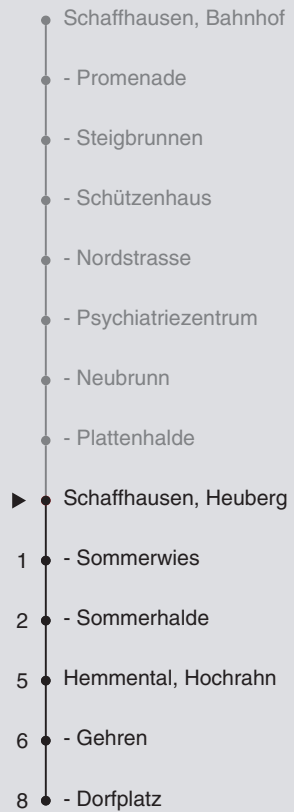 Schaffhausen, Bahnhof
- Promenade
- Steigbrunnen
- Schützenhaus
- Nordstrasse
- Psychiatriezentrum
- Neubrunn
- Plattenhalde
Schaffhausen, Heuberg
1 - Sommerwies
2 - Sommerhalde
5 Hemmental, Hochrahn
6 - Gehren
8 - Dorfplatz